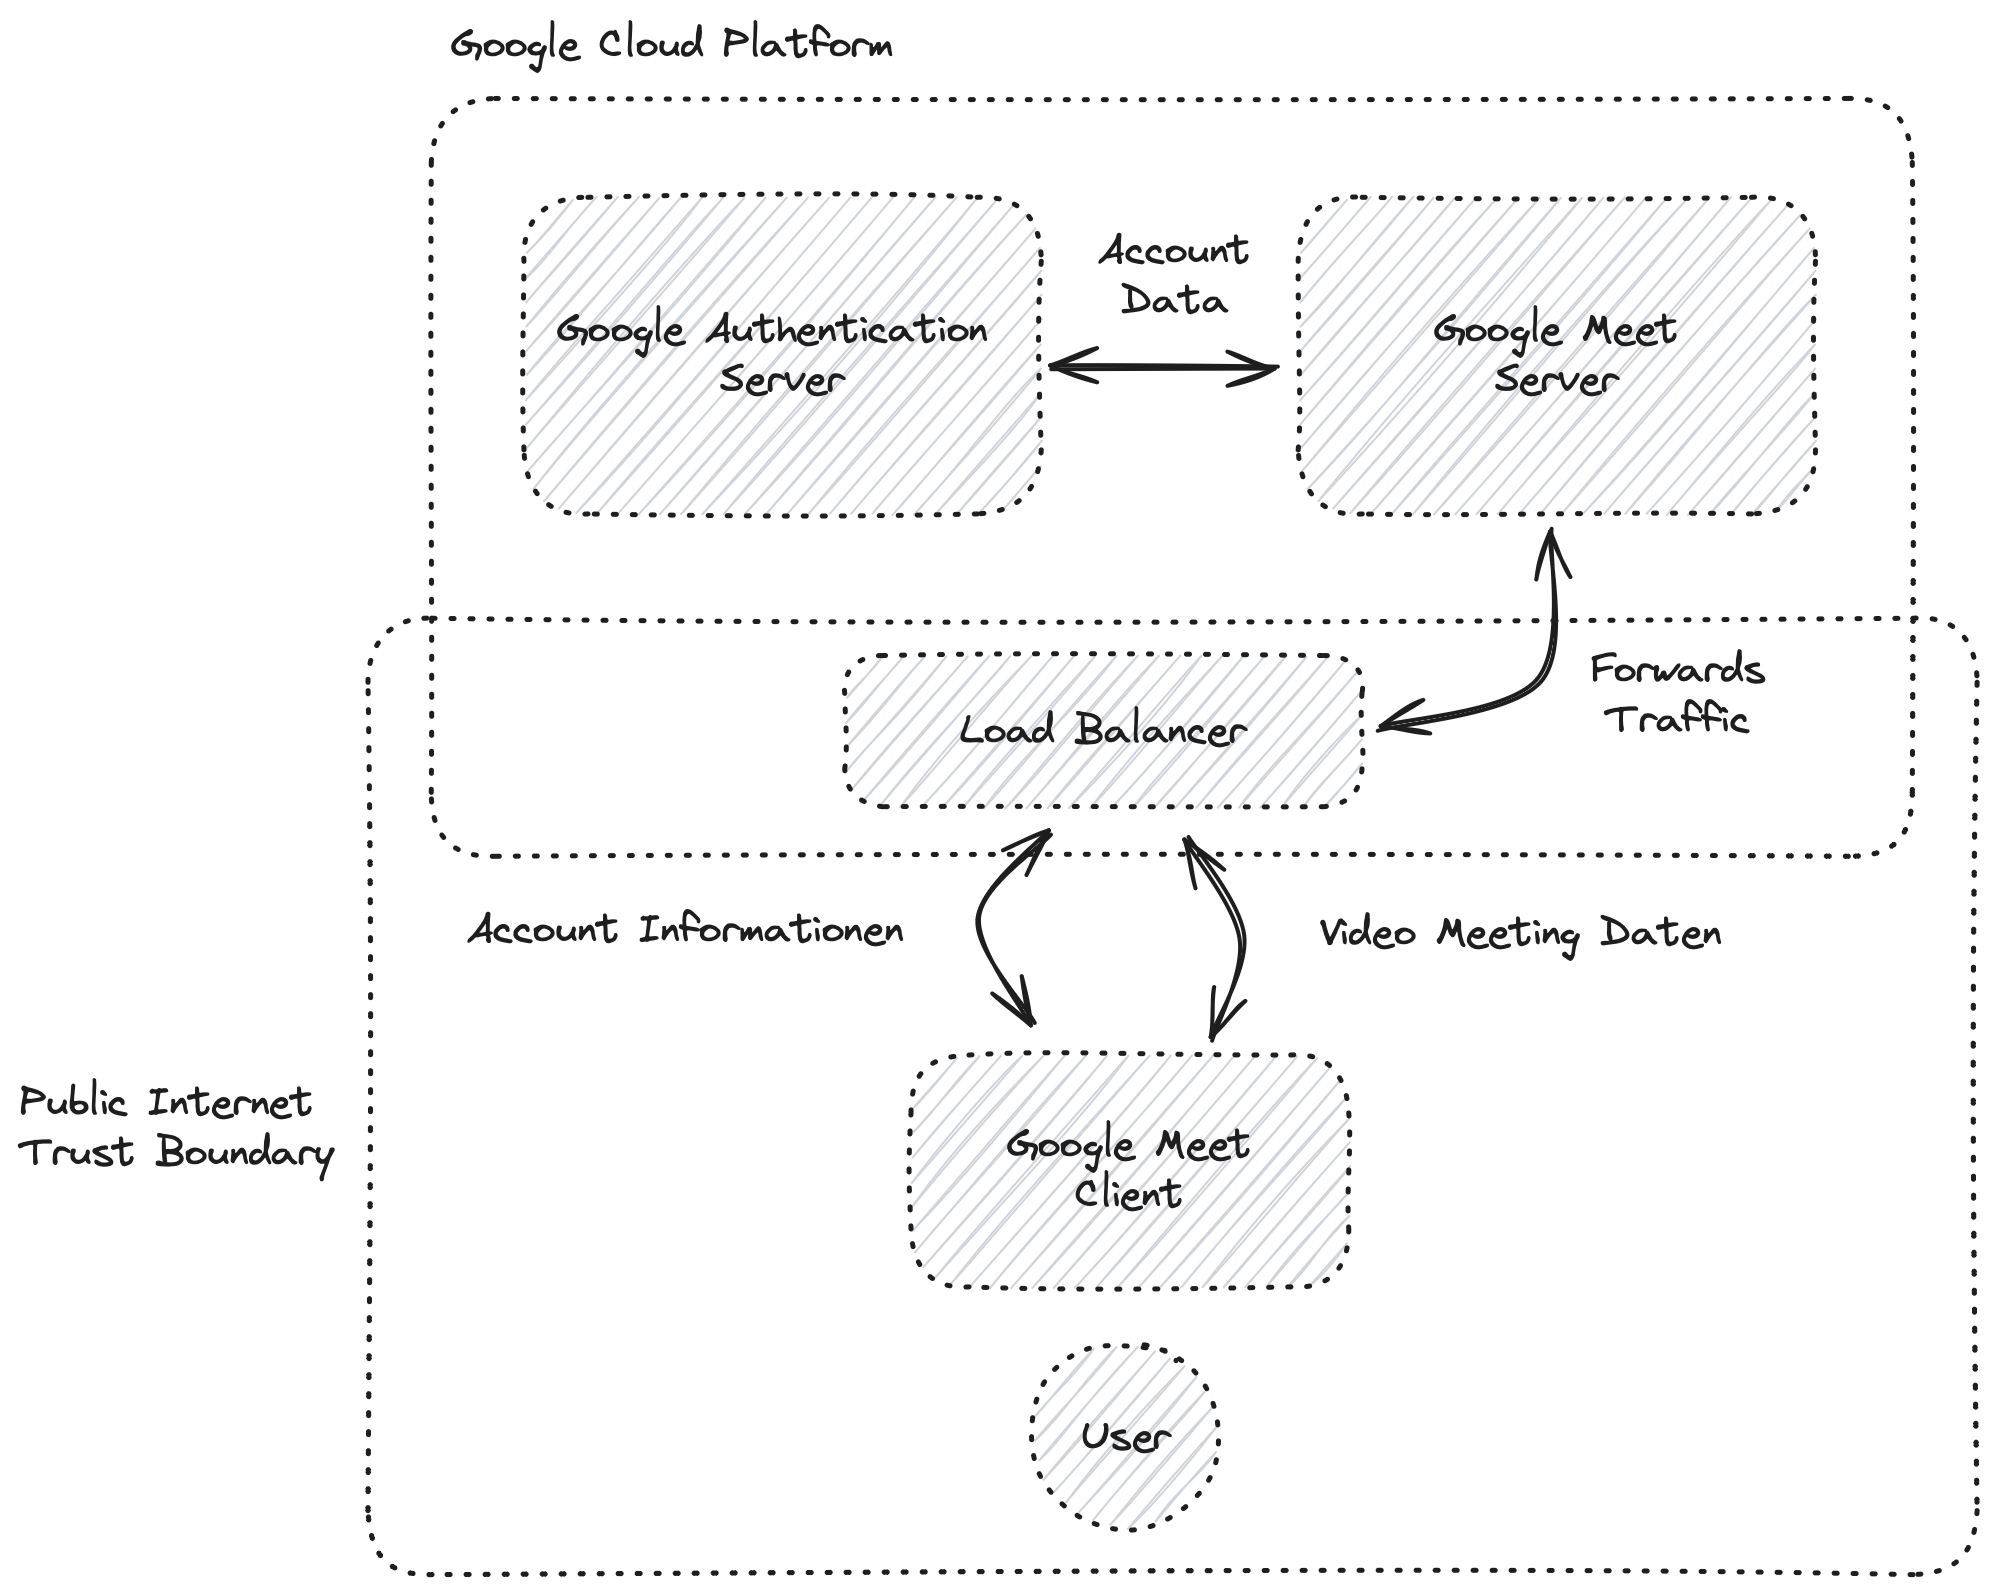 Google Cloud Platform
Google Authentication
Server
Account
Data
Google Meet
Server
Load Balancer
Forwards
Traffic
Account Informationen
Video Meeting Daten
Public Internet
Trust Boundary
Google Meet
Client
User